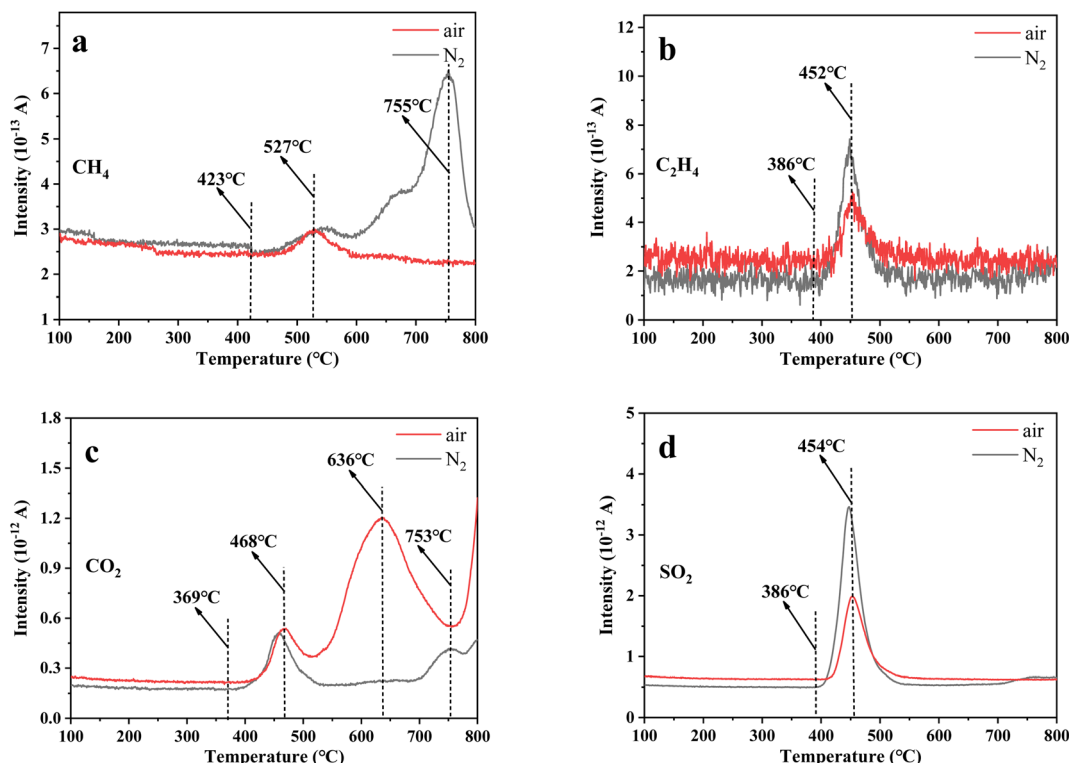 a
air
N₂
755℃
527℃
423℃
CH₄
Intensity (10⁻¹³ A)
7
6
5
4
3
2
1
100 200 300 400 500 600 700 800
Temperature (℃)
b
air
N₂
452℃
386℃
C₂H₄
Intensity (10⁻¹³ A)
12
10
8
6
4
2
0
100 200 300 400 500 600 700 800
Temperature (℃)
c
air
N₂
636℃
753℃
468℃
369℃
CO₂
Intensity (10⁻¹² A)
1.8
1.5
1.2
0.9
0.6
0.3
0.0
100 200 300 400 500 600 700 800
Temperature (℃)
d
air
N₂
454℃
386℃
SO₂
Intensity (10⁻¹² A)
5
4
3
2
1
0
100 200 300 400 500 600 700 800
Temperature (℃)